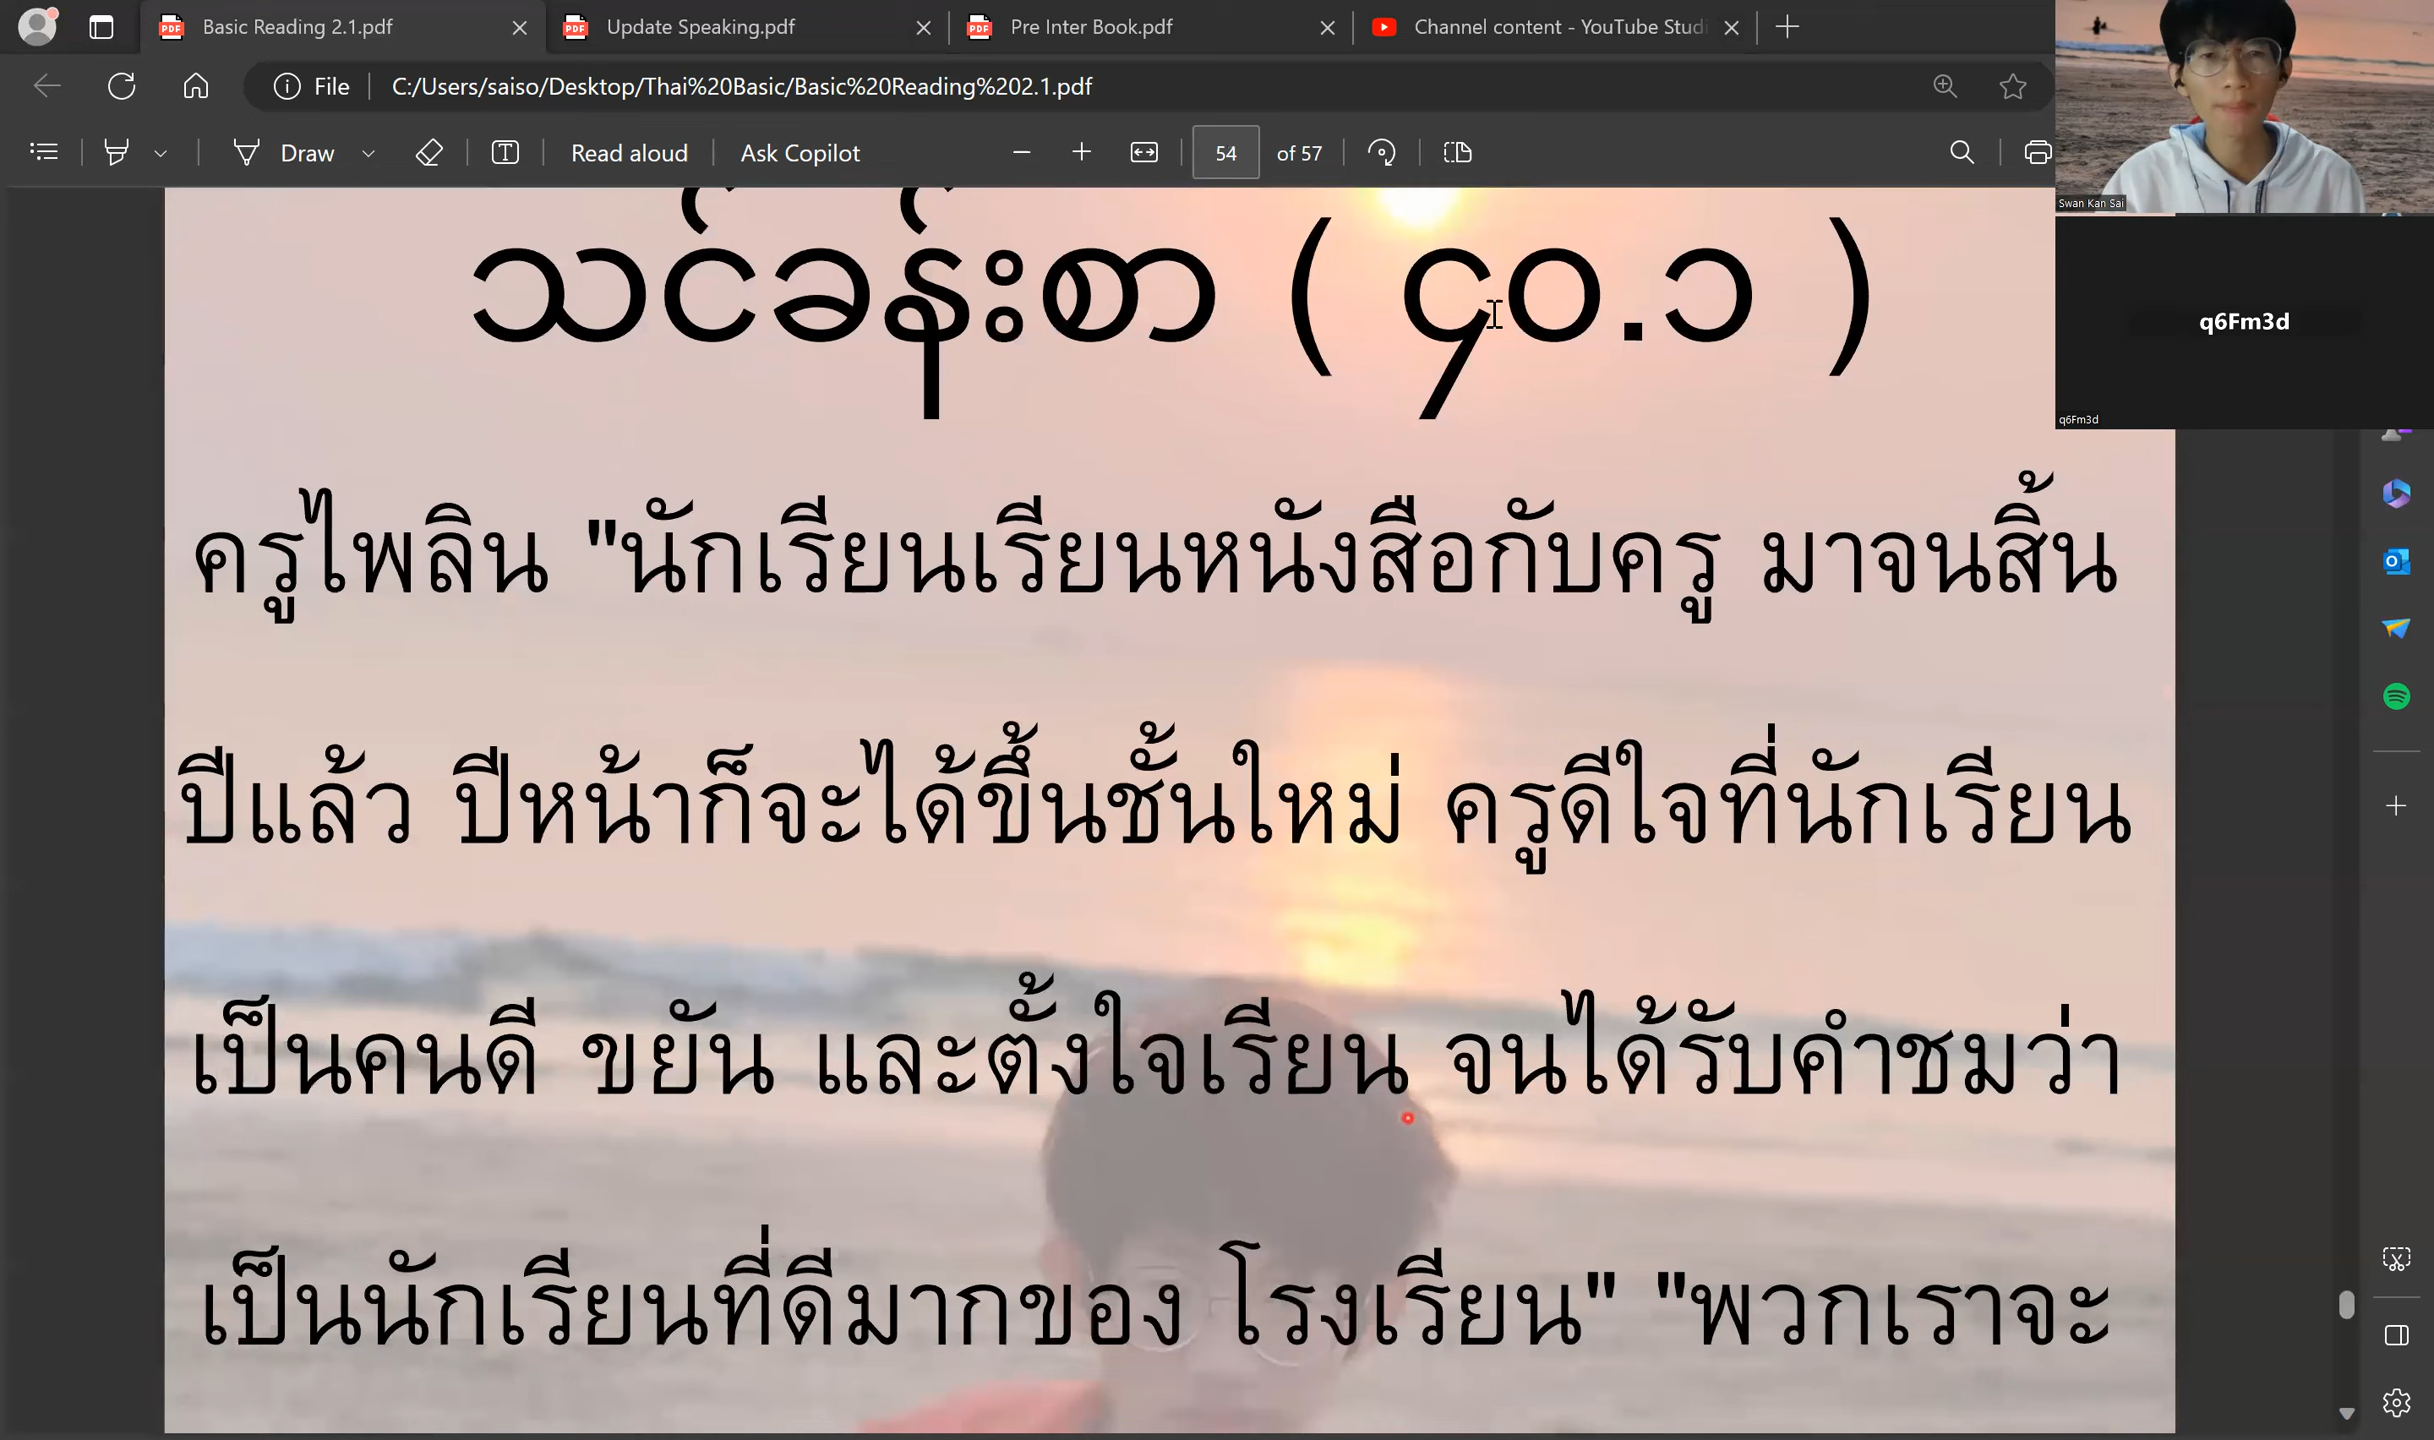 Basic Reading 2.1.pdf
Update Speaking.pdf
Pre Inter Book.pdf
Channel content - YouTube Studi
File
C:/Users/saiso/Desktop/Thai%20Basic/Basic%20Reading%202.1.pdf
Draw
Read aloud
Ask Copilot
54 of 57
Swan Kan Sai
q6Fm3d
q6Fm3d
သင်ခန်းစာ ( ၄၀.၁ )
ครูไพลิน "นักเรียนเรียนหนังสือกับครู มาจนสิ้น
ปีแล้ว ปีหน้าก็จะได้ขึ้นชั้นใหม่ ครูดีใจที่นักเรียน
เป็นคนดี ขยัน และตั้งใจเรียน จนได้รับคำชมว่า
เป็นนักเรียนที่ดีมากของ โรงเรียน" "พวกเราจะ